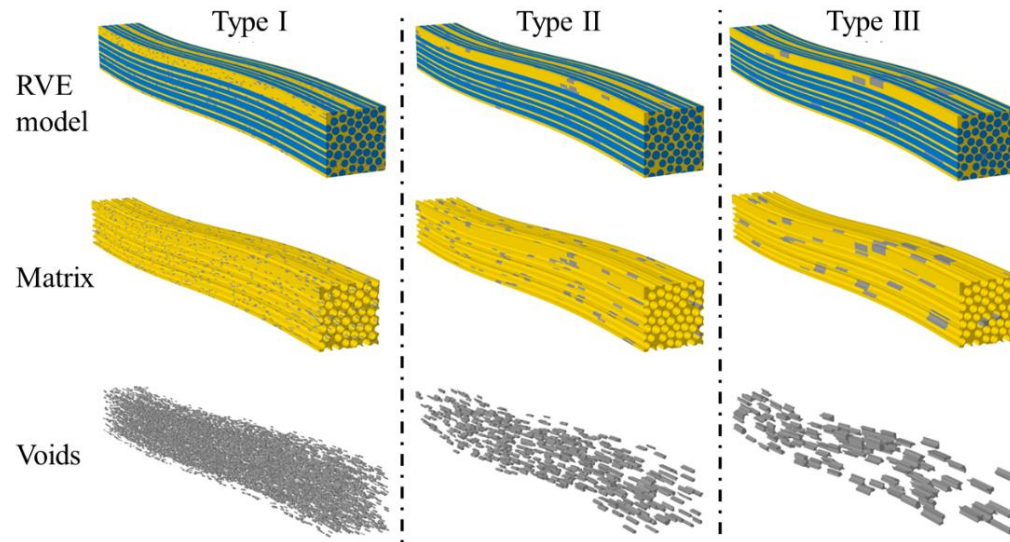 Type I
Type II
Type III
RVE
model
Matrix
Voids